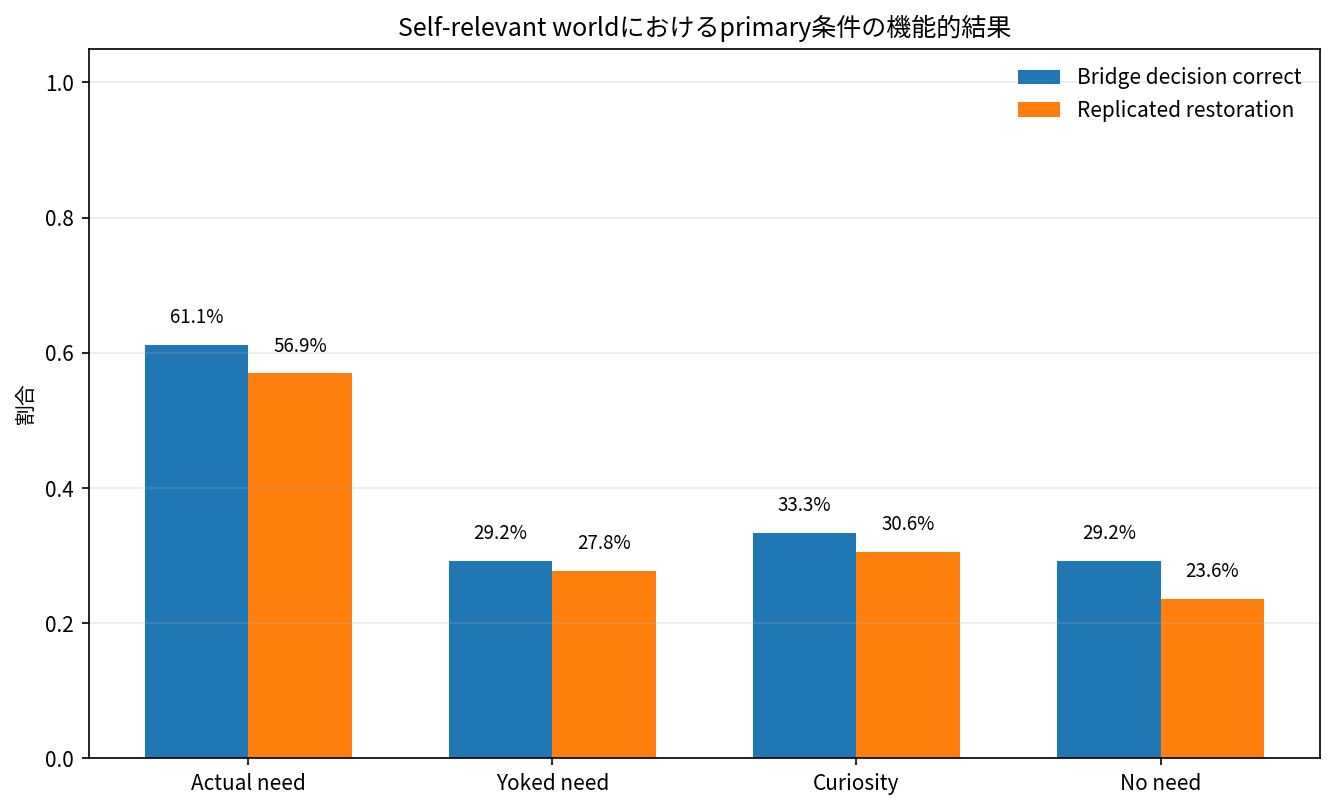 Self-relevant worldにおけるprimary条件の機能的結果
Bridge decision correct
Replicated restoration
割合
1.0
0.8
0.6
0.4
0.2
0.0
61.1%
56.9%
29.2%
27.8%
33.3%
30.6%
29.2%
23.6%
Actual need
Yoked need
Curiosity
No need